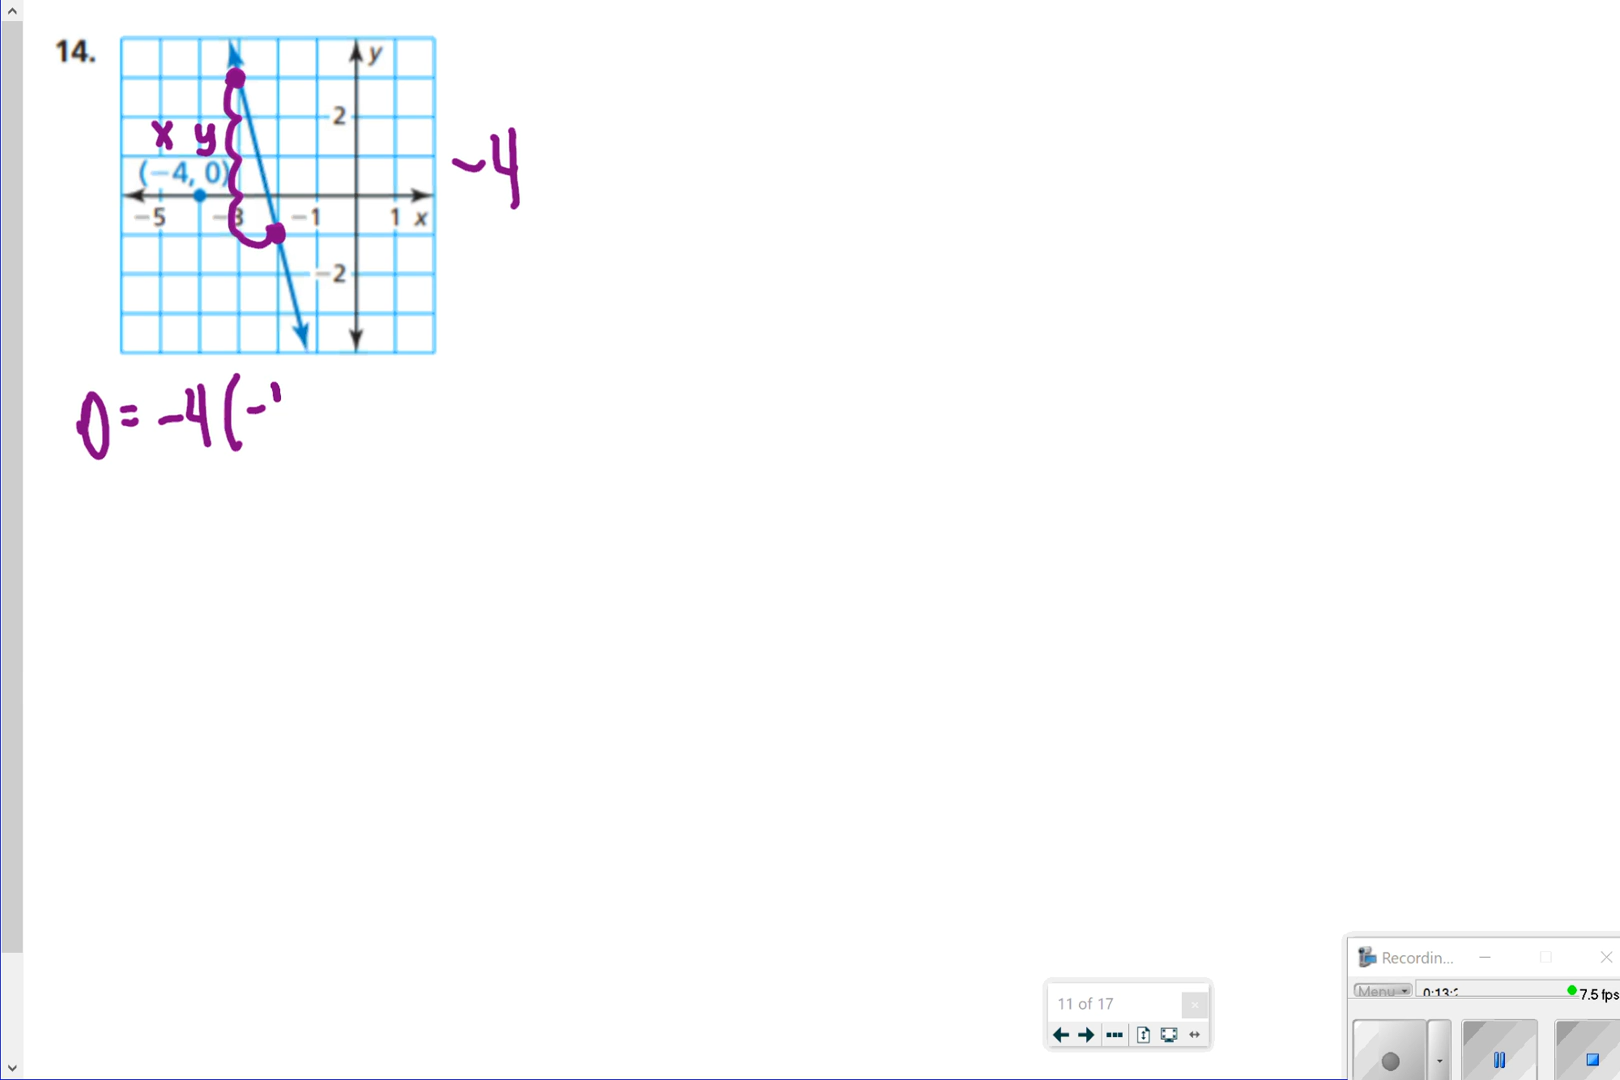 14.
y
2
x y
(−4, 0)
-4
−5 −3 −1 1 x
−2
0 = -4(-
11 of 17
Recordin...
Menu 0:13:
7.5 fps